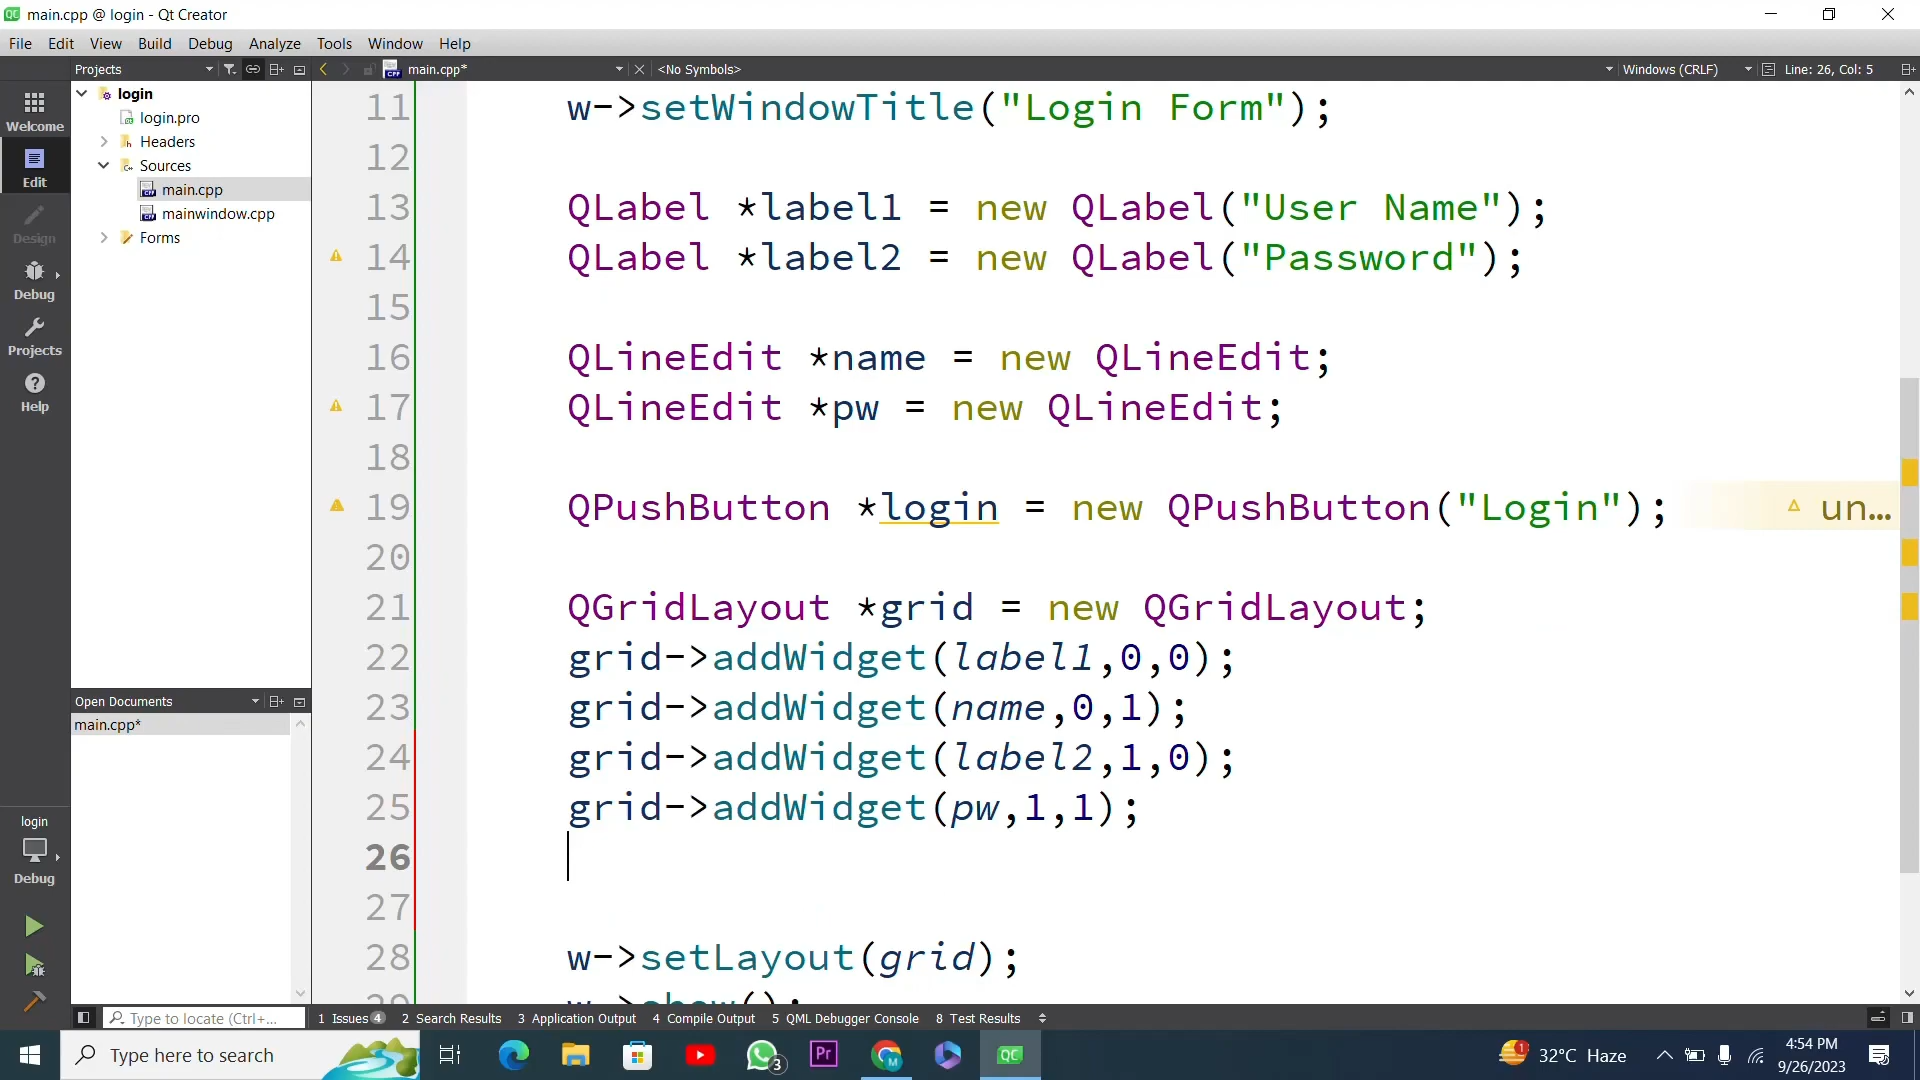 main.cpp @ login - Qt Creator
File Edit View Build Debug Analyze Tools Window Help
Projects main.cpp* <No Symbols> Windows (CRLF) Line: 26, Col: 5
Welcome
Edit
Design
Debug
Projects
Help
login
login.pro
Headers
Sources
main.cpp
mainwindow.cpp
Forms
Open Documents
main.cpp*
login
Debug
11 w->setWindowTitle("Login Form");
12
13 QLabel *label1 = new QLabel("User Name");
14 QLabel *label2 = new QLabel("Password");
15
16 QLineEdit *name = new QLineEdit;
17 QLineEdit *pw = new QLineEdit;
18
19 QPushButton *login = new QPushButton("Login"); un...
20
21 QGridLayout *grid = new QGridLayout;
22 grid->addWidget(label1,0,0);
23 grid->addWidget(name,0,1);
24 grid->addWidget(label2,1,0);
25 grid->addWidget(pw,1,1);
26
27
28 w->setLayout(grid);
29 w->show();
Type to locate (Ctrl+... 1 Issues 4 2 Search Results 3 Application Output 4 Compile Output 5 QML Debugger Console 8 Test Results
Type here to search 3 Pr M QC 1 32°C Haze 4:54 PM
9/26/2023